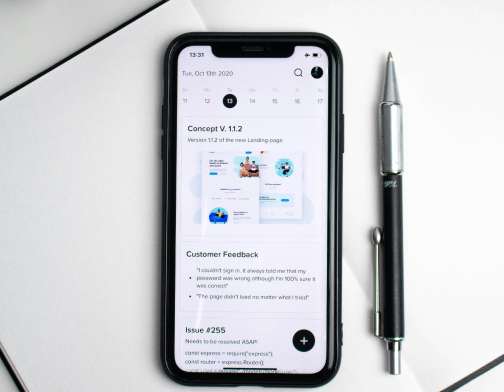 13:31
Tue, Oct 13th 2020
11 12 13 14 15 16 17
Concept V. 1.1.2
Version 1.1.2 of the new Landing-page
Customer Feedback
• "I couldn't sign in. It always told me that my
password was wrong although I'm 100% sure it
was correct"
• "The page didn't load no matter what i tried"
Issue #255
Needs to be resolved ASAP!
const express = require("express");
const router = express.Router();